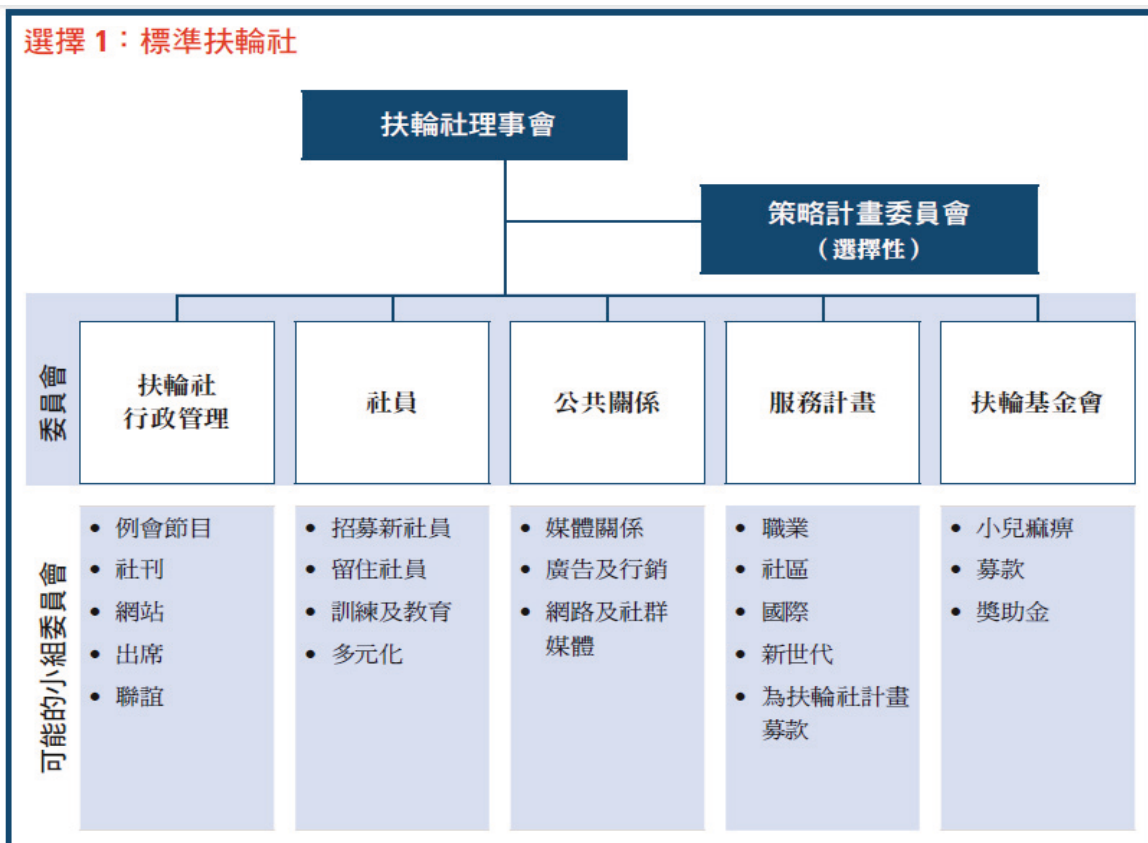 選擇 1：標準扶輪社
扶輪社理事會
策略計畫委員會
（選擇性）
委員會
扶輪社
行政管理
社員
公共關係
服務計畫
扶輪基金會
可能的小組委員會
• 例會節目
• 社刊
• 網站
• 出席
• 聯誼
• 招募新社員
• 留住社員
• 訓練及教育
• 多元化
• 媒體關係
• 廣告及行銷
• 網路及社群
媒體
• 職業
• 社區
• 國際
• 新世代
• 為扶輪社計畫
募款
• 小兒麻痹
• 募款
• 獎助金